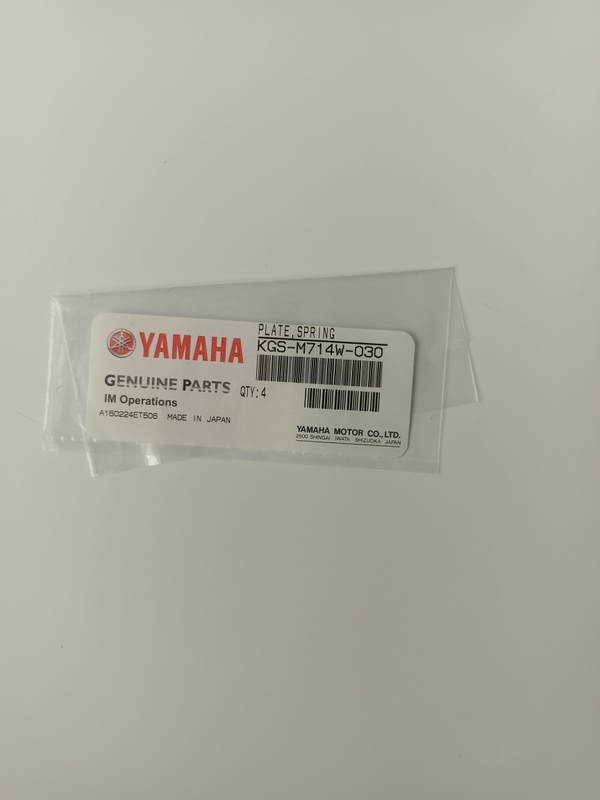 PLATE,SPRING
YAMAHA
KGS-M714W-030
GENUINE PARTS
QTY:4
IM Operations
A160224ET506 MADE IN JAPAN
YAMAHA MOTOR CO.,LTD.
2500 SHINGAI IWATA SHIZUOKA JAPAN